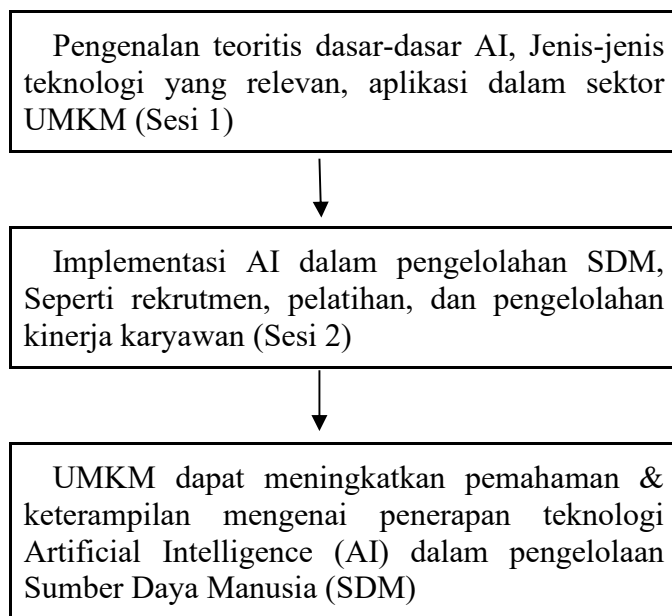 Pengenalan teoritis dasar-dasar AI, Jenis-jenis
teknologi yang relevan, aplikasi dalam sektor
UMKM (Sesi 1)
Implementasi AI dalam pengelolahan SDM,
Seperti rekrutmen, pelatihan, dan pengelolahan
kinerja karyawan (Sesi 2)
UMKM dapat meningkatkan pemahaman &
keterampilan mengenai penerapan teknologi
Artificial Intelligence (AI) dalam pengelolaan
Sumber Daya Manusia (SDM)